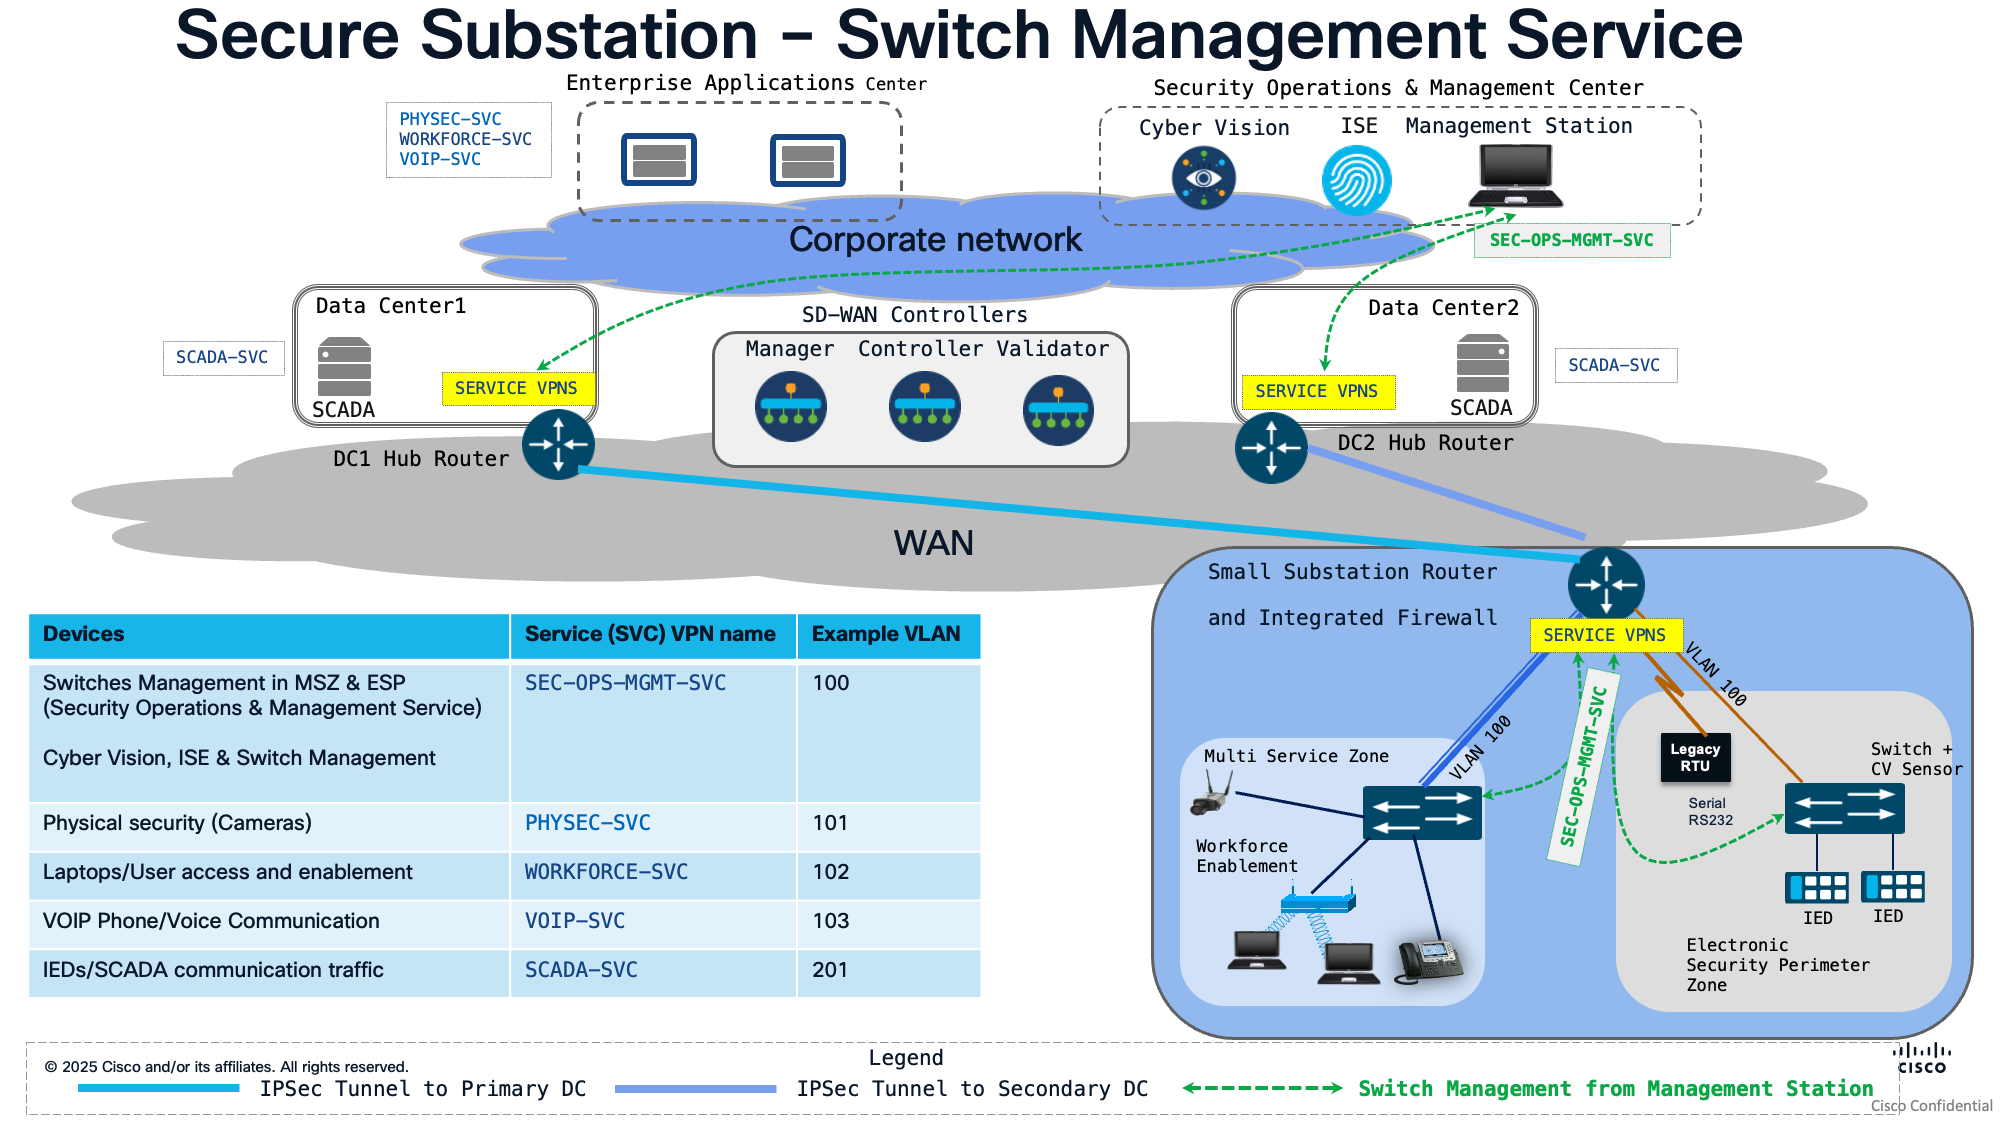 Secure Substation – Switch Management Service
Enterprise Applications Center
Security Operations & Management Center
PHYSEC-SVC
WORKFORCE-SVC
VOIP-SVC
Cyber Vision
ISE
Management Station
Corporate network
SEC-OPS-MGMT-SVC
Data Center1
SD-WAN Controllers
Data Center2
Manager
Controller
Validator
SCADA-SVC
SCADA
SERVICE VPNS
SERVICE VPNS
SCADA
SCADA-SVC
DC1 Hub Router
DC2 Hub Router
WAN
Small Substation Router
and Integrated Firewall
SERVICE VPNS
VLAN 100
VLAN 100
SEC-OPS-MGMT-SVC
Multi Service Zone
Legacy
RTU
Serial
RS232
Switch +
CV Sensor
Workforce
Enablement
IED
IED
Electronic
Security Perimeter
Zone
Devices
Service (SVC) VPN name
Example VLAN
Switches Management in MSZ & ESP
(Security Operations & Management Service)
Cyber Vision, ISE & Switch Management
SEC-OPS-MGMT-SVC
100
Physical security (Cameras)
PHYSEC-SVC
101
Laptops/User access and enablement
WORKFORCE-SVC
102
VOIP Phone/Voice Communication
VOIP-SVC
103
IEDs/SCADA communication traffic
SCADA-SVC
201
Legend
© 2025 Cisco and/or its affiliates. All rights reserved.
IPSec Tunnel to Primary DC
IPSec Tunnel to Secondary DC
Switch Management from Management Station
CISCO
Cisco Confidential